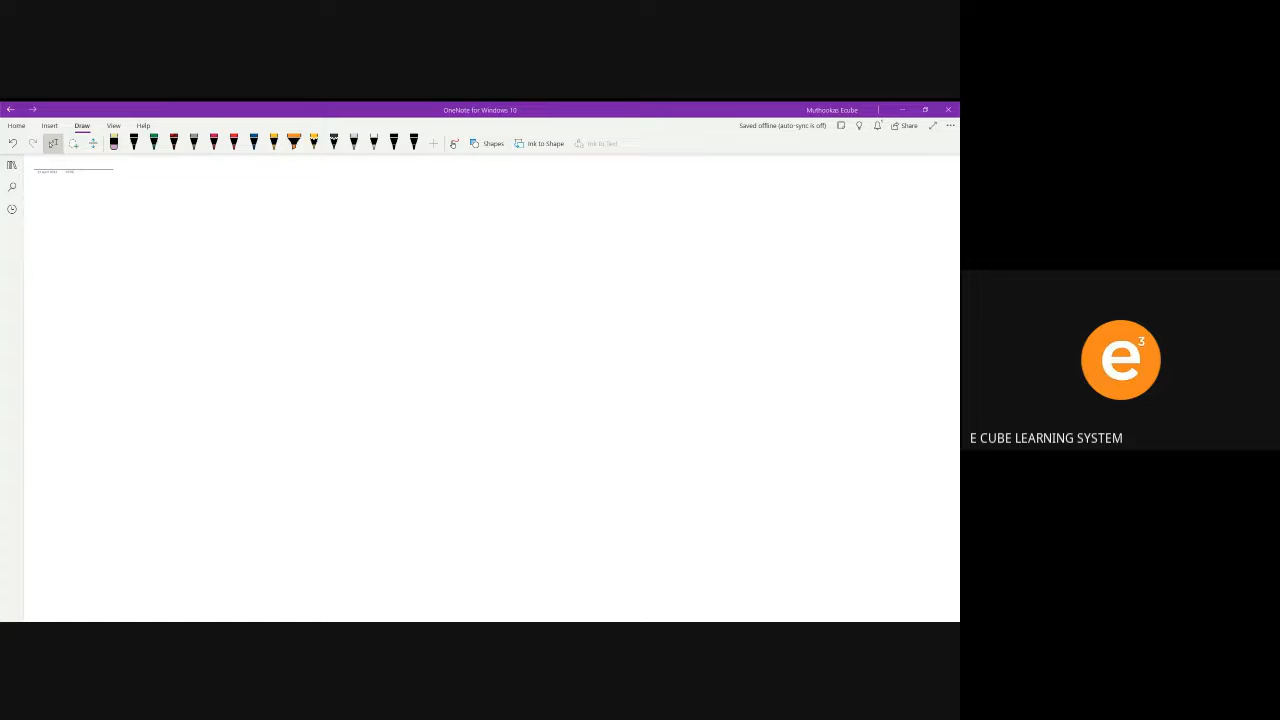 OneNote for Windows 10
Muthookas Ecube
Home Insert Draw View Help
Saved offline (auto-sync is off)
Share
Shapes
Ink to Shape
Ink to Text
e3
E CUBE LEARNING SYSTEM